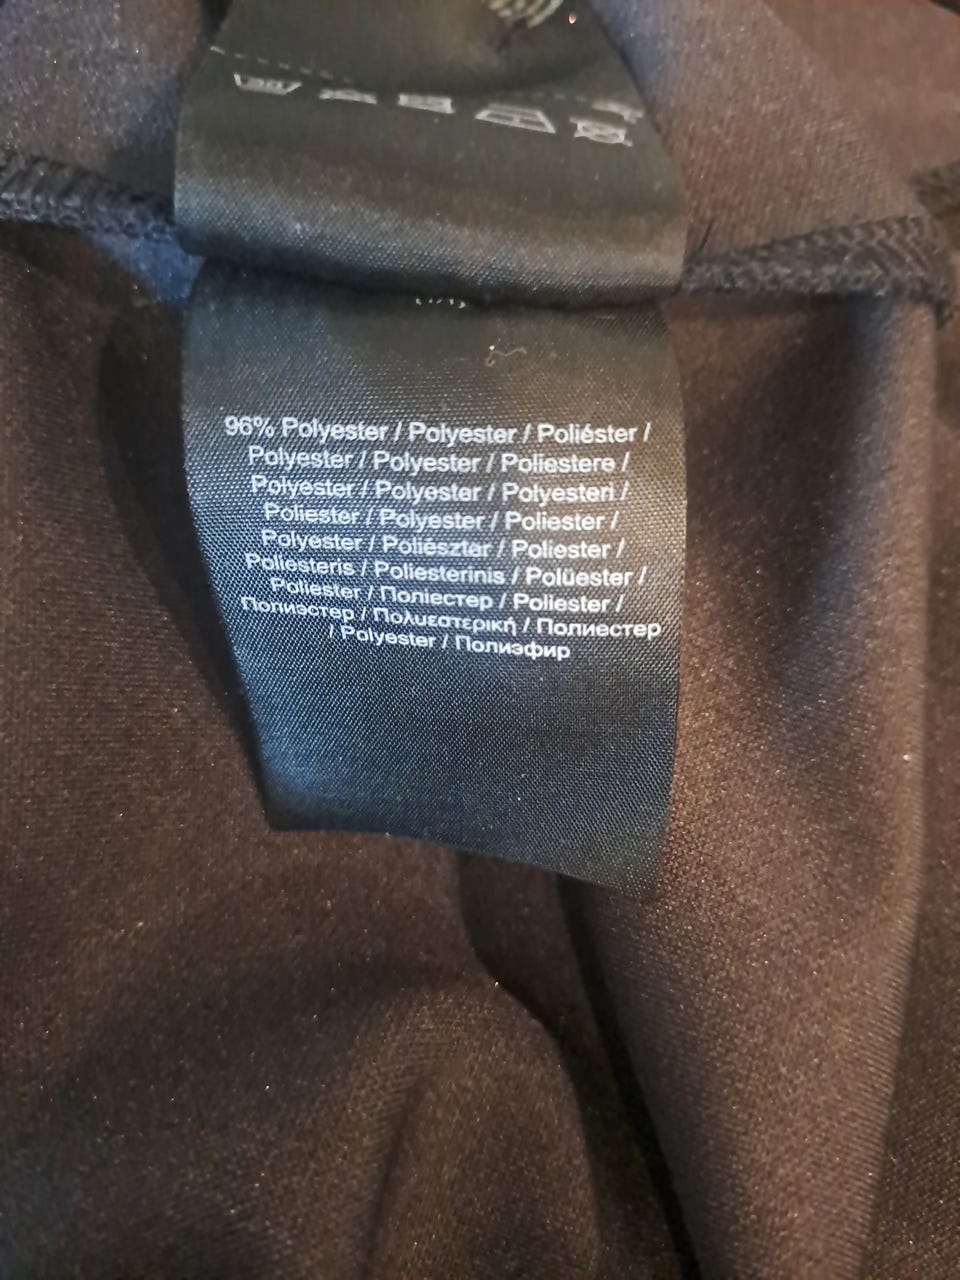 96% Polyester / Polyester / Poliéster /
Polyester / Polyester / Poliestere /
Polyester / Polyester / Polyesteri /
Poliester / Polyester / Poliester /
Polyester / Poliészter / Poliester /
Poliesteris / Poliesterinis / Polüester /
Poliester / Поліестер / Poliester /
Полиэстер / Πολυεστερική / Полиестер
/ Polyester / Полиэфир